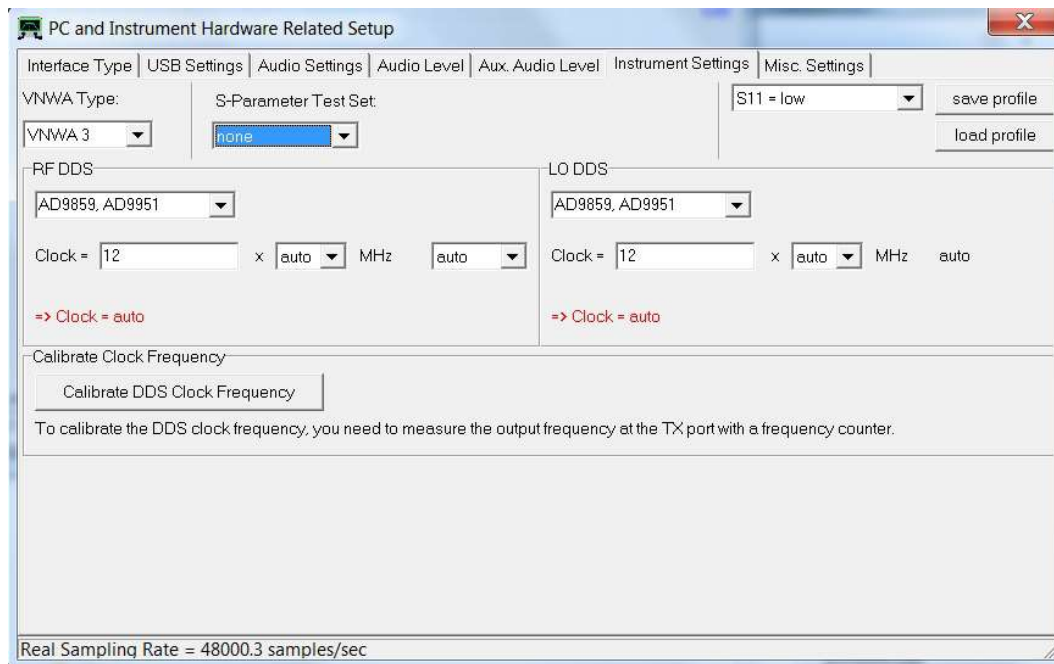 PC and Instrument Hardware Related Setup
Interface Type USB Settings Audio Settings Audio Level Aux. Audio Level Instrument Settings Misc. Settings
VNWA Type: S-Parameter Test Set: S11 = low save profile
VNWA 3 none load profile
RF DDS LO DDS
AD9859, AD9951 AD9859, AD9951
Clock = 12 x auto MHz auto Clock = 12 x auto MHz auto
=> Clock = auto => Clock = auto
Calibrate Clock Frequency
Calibrate DDS Clock Frequency
To calibrate the DDS clock frequency, you need to measure the output frequency at the TX port with a frequency counter.
Real Sampling Rate = 48000.3 samples/sec